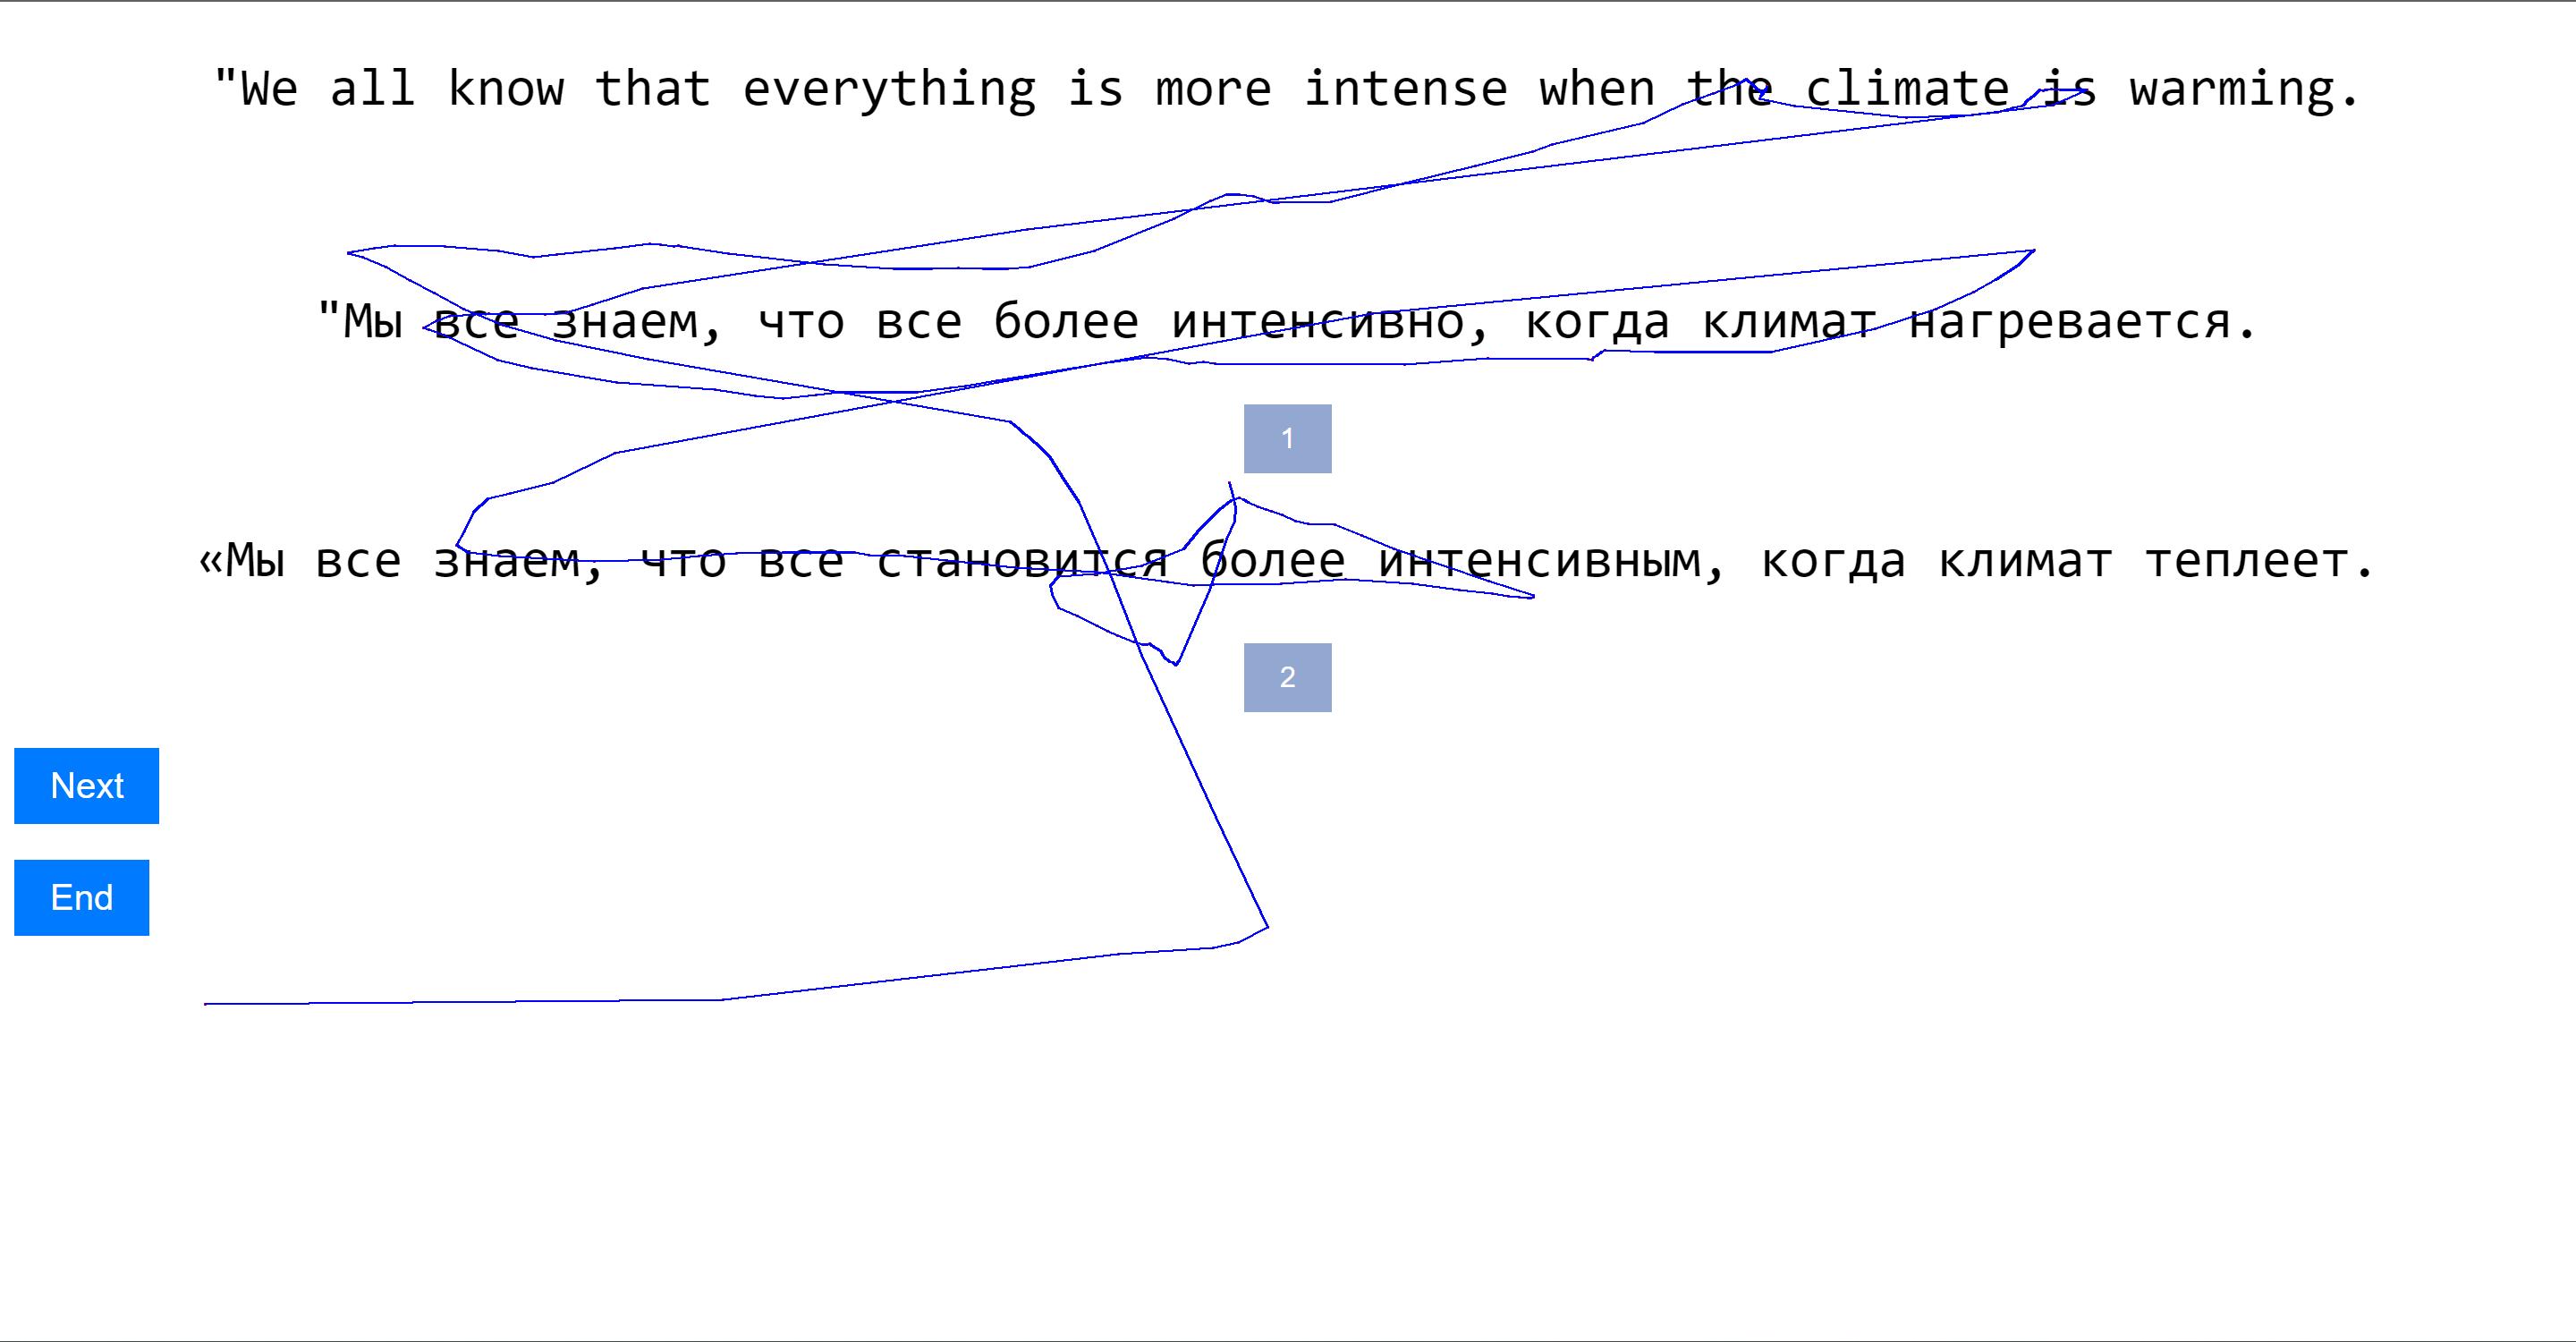 "We all know that everything is more intense when the climate is warming.
"Мы все знаем, что все более интенсивно, когда климат нагревается.
1
«Мы все знаем, что все становится более интенсивным, когда климат теплеет.
2
Next
End